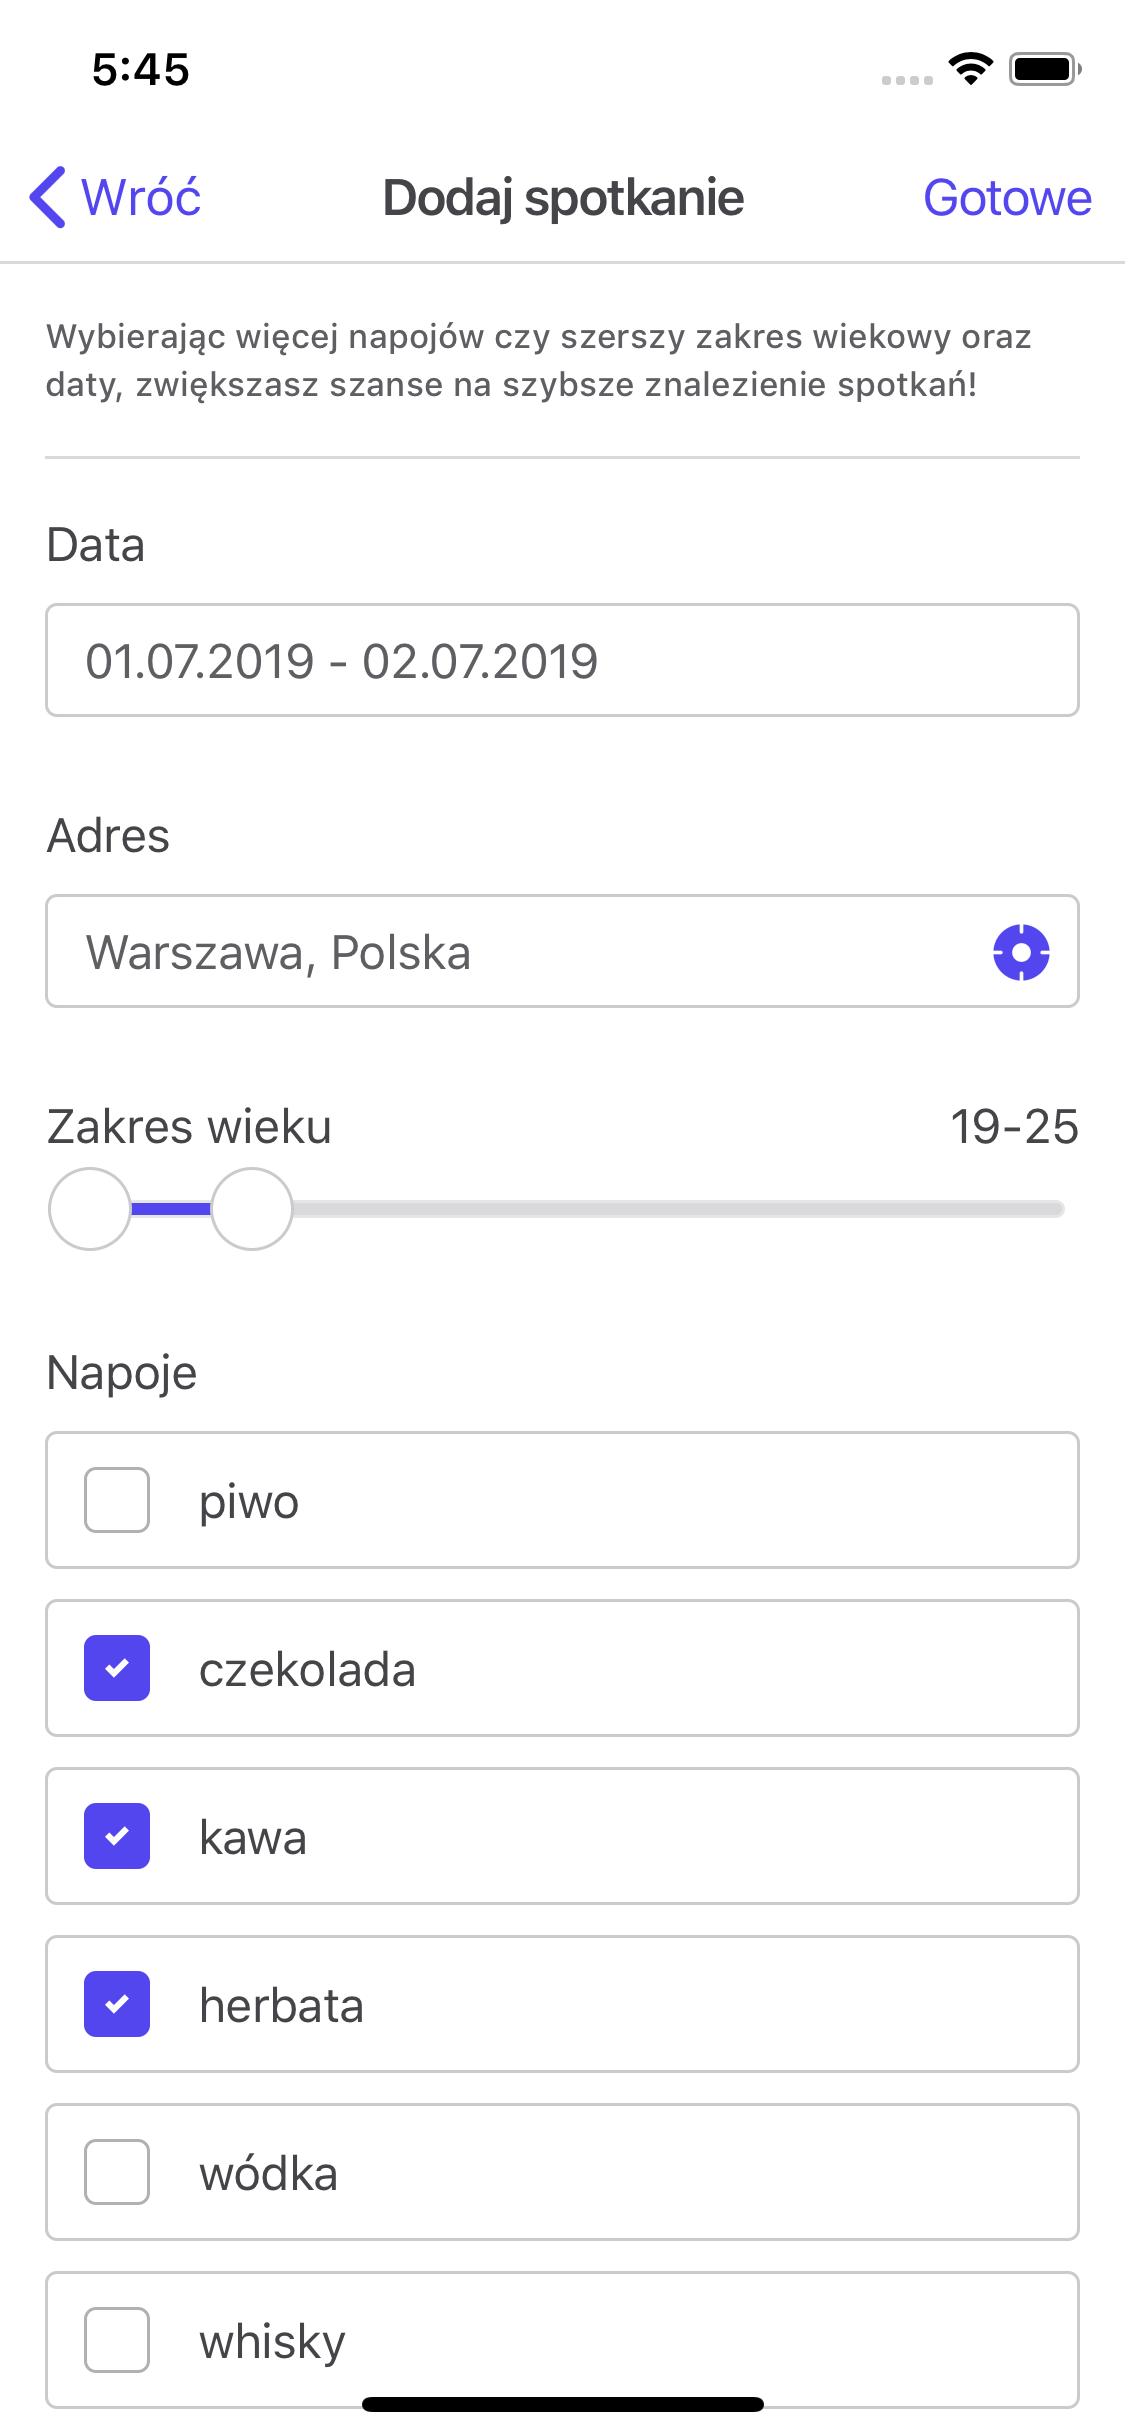 5:45
Wróć
Dodaj spotkanie
Gotowe
Wybierając więcej napojów czy szerszy zakres wiekowy oraz
daty, zwiększasz szanse na szybsze znalezienie spotkań!
Data
01.07.2019 - 02.07.2019
Adres
Warszawa, Polska
Zakres wieku
19-25
Napoje
piwo
czekolada
kawa
herbata
wódka
whisky